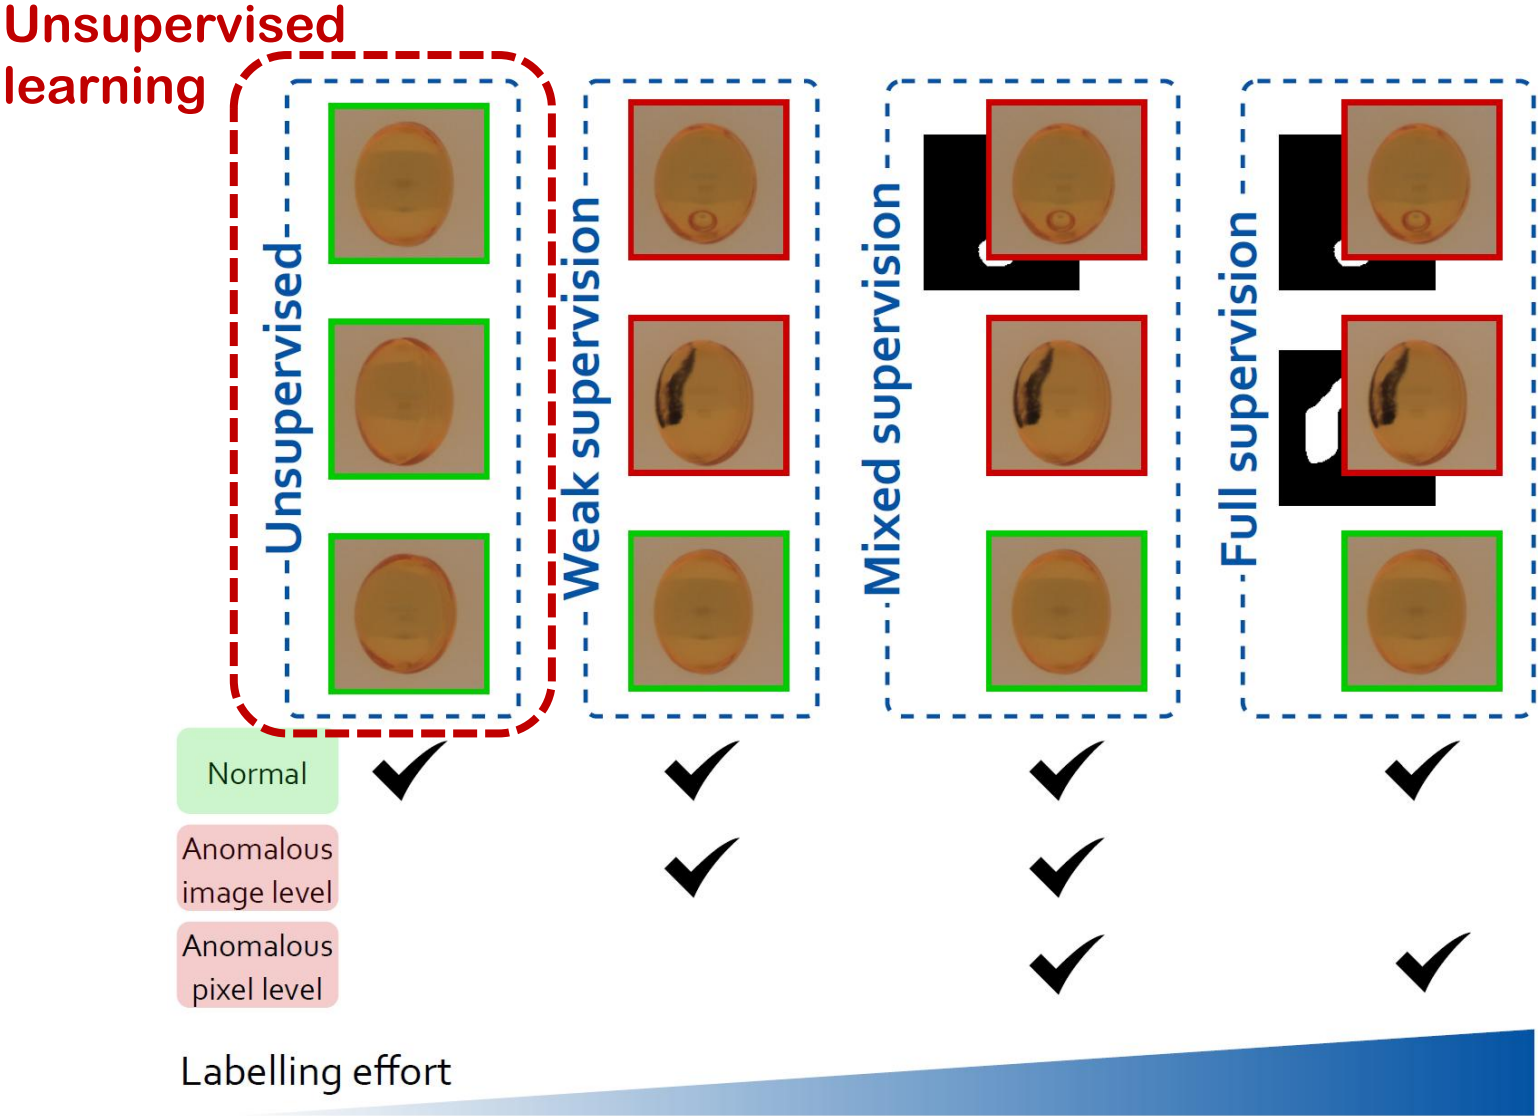 Unsupervised
learning
Unsupervised
Weak supervision
Mixed supervision
Full supervision
Normal
Anomalous
image level
Anomalous
pixel level
Labelling effort